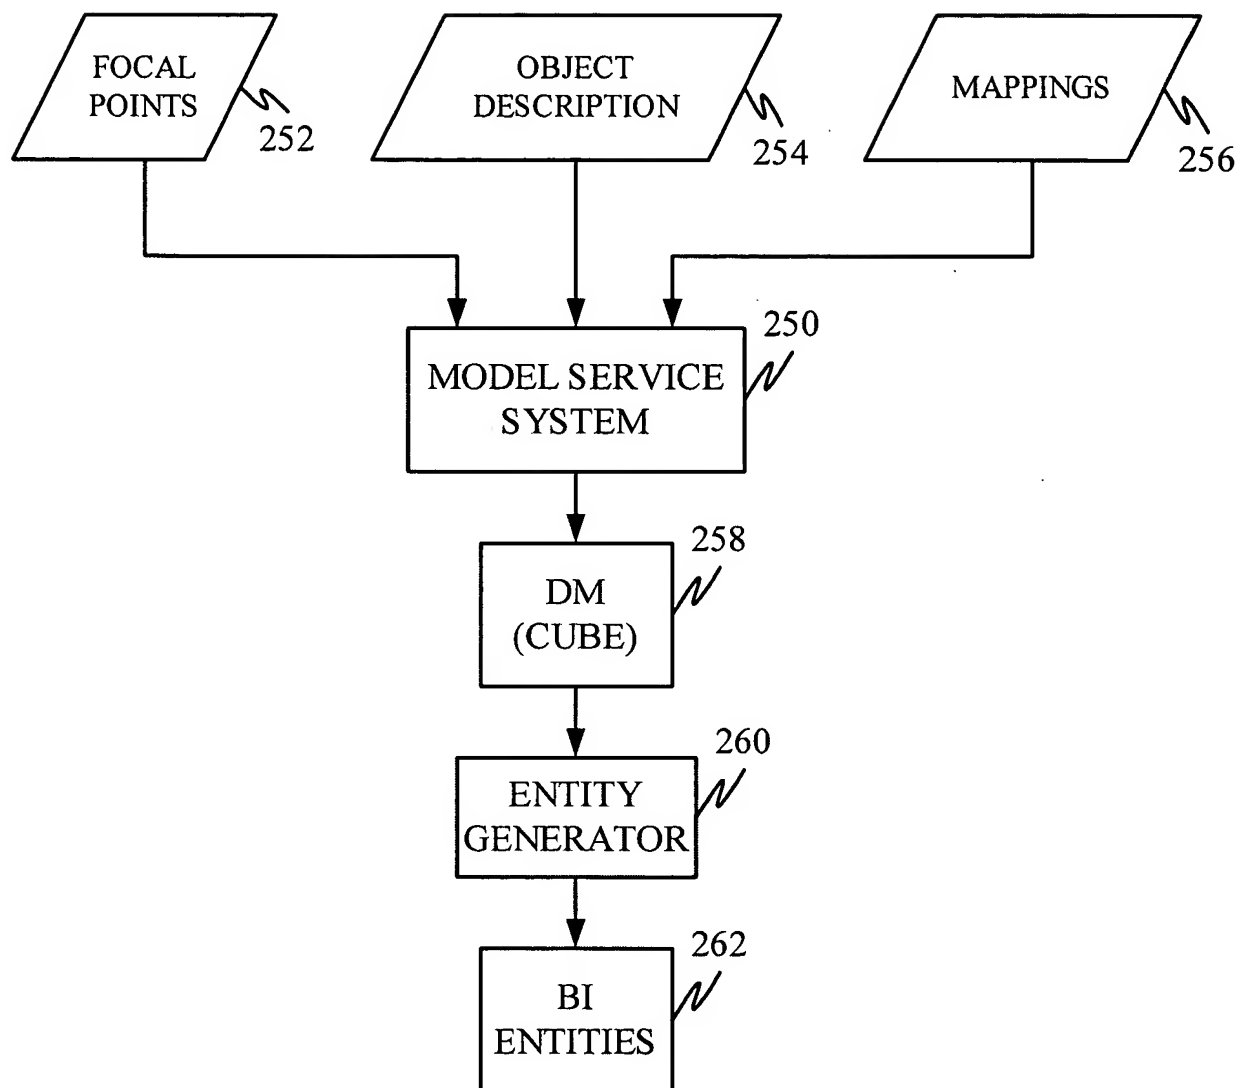 FOCAL
POINTS
252
OBJECT
DESCRIPTION
254
MAPPINGS
256
250
MODEL SERVICE
SYSTEM
258
DM
(CUBE)
260
ENTITY
GENERATOR
262
BI
ENTITIES